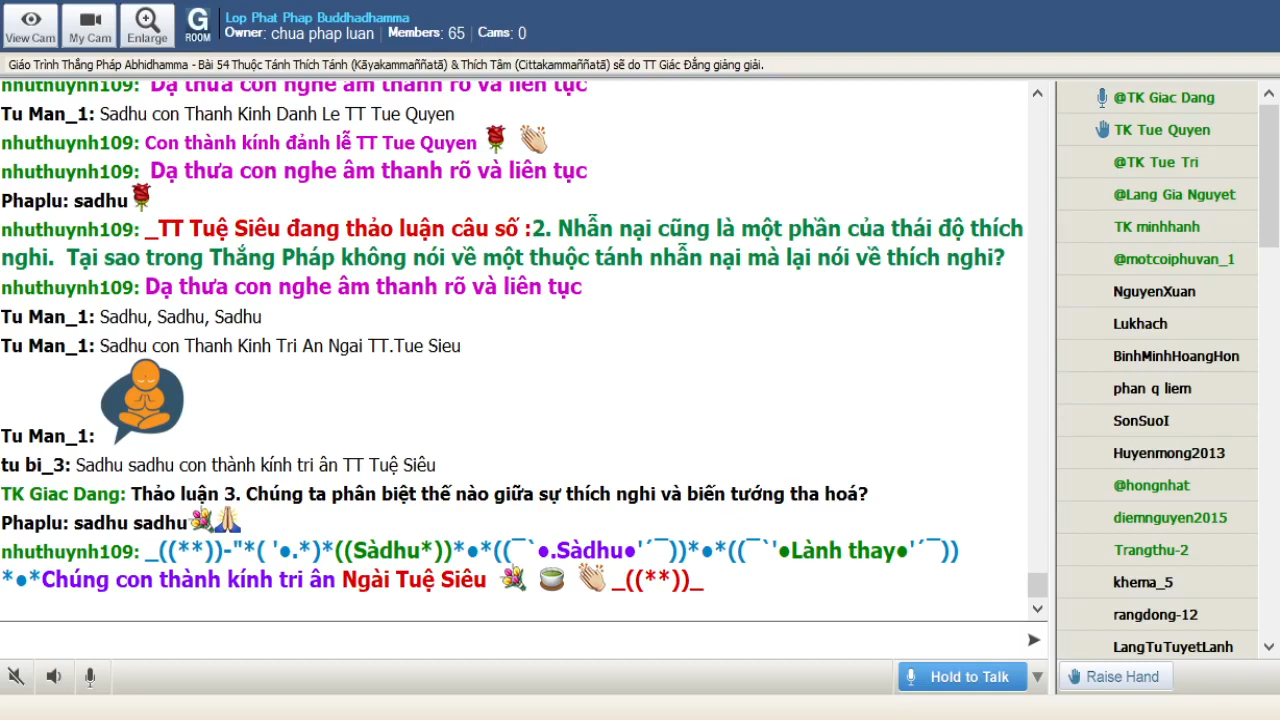 View Cam
My Cam
Enlarge
G
ROOM
Lop Phat Phap Buddhadhamma
Owner: chua phap luan | Members: 65 | Cams: 0
Giáo Trình Thắng Pháp Abhidhamma - Bài 54 Thuộc Tánh Thích Tánh (Kāyakammaññatā) & Thích Tâm (Cittakammaññatā) sẽ do TT Giác Đẳng giảng giải.
nhuthuynh109: Dạ thưa con nghe âm thanh rõ và liên tục
Tu Man_1: Sadhu con Thanh Kinh Danh Le TT Tue Quyen
nhuthuynh109: Con thành kính đảnh lễ TT Tue Quyen
nhuthuynh109: Dạ thưa con nghe âm thanh rõ và liên tục
Phaplu: sadhu
nhuthuynh109: _TT Tuệ Siêu đang thảo luận câu số :2. Nhẫn nại cũng là một phần của thái độ thích
nghi. Tại sao trong Thắng Pháp không nói về một thuộc tánh nhẫn nại mà lại nói về thích nghi?
nhuthuynh109: Dạ thưa con nghe âm thanh rõ và liên tục
Tu Man_1: Sadhu, Sadhu, Sadhu
Tu Man_1: Sadhu con Thanh Kinh Tri An Ngai TT.Tue Sieu
Tu Man_1:
tu bi_3: Sadhu sadhu con thành kính tri ân TT Tuệ Siêu
TK Giac Dang: Thảo luận 3. Chúng ta phân biệt thế nào giữa sự thích nghi và biến tướng tha hoá?
Phaplu: sadhu sadhu
nhuthuynh109: _((**))-"*( '●.*)*((Sàdhu*))*●*((¯`●.Sàdhu●'´¯))*●*((¯`'●Lành thay●'´¯))
*●*Chúng con thành kính tri ân Ngài Tuệ Siêu _((**))_
@TK Giac Dang
TK Tue Quyen
@TK Tue Tri
@Lang Gia Nguyet
TK minhhanh
@motcoiphuvan_1
NguyenXuan
Lukhach
BinhMinhHoangHon
phan q liem
SonSuoI
Huyenmong2013
@hongnhat
diemnguyen2015
Trangthu-2
khema_5
rangdong-12
LangTuTuyetLanh
Hold to Talk
Raise Hand